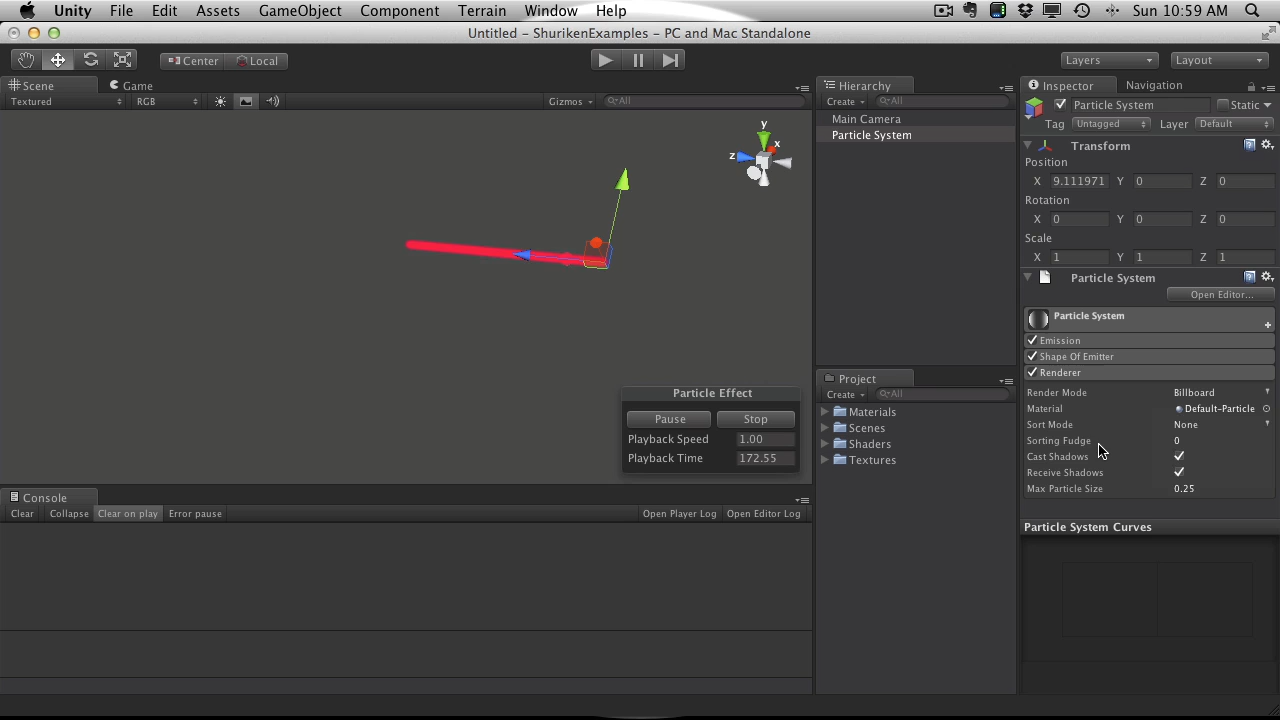 Unity File Edit Assets GameObject Component Terrain Window Help Sun 10:59 AM
Untitled – ShurikenExamples – PC and Mac Standalone
Center Local Layers Layout
Scene Game
Textured RGB Gizmos All
y
x
z
Particle Effect
Pause Stop
Playback Speed 1.00
Playback Time 172.55
Console
Clear Collapse Clear on play Error pause Open Player Log Open Editor Log
Hierarchy
Create All
Main Camera
Particle System
Project
Create All
Materials
Scenes
Shaders
Textures
Inspector Navigation
Particle System Static
Tag Untagged Layer Default
Transform
Position
X 9.111971 Y 0 Z 0
Rotation
X 0 Y 0 Z 0
Scale
X 1 Y 1 Z 1
Particle System
Open Editor...
Particle System
Emission
Shape Of Emitter
Renderer
Render Mode Billboard
Material Default-Particle
Sort Mode None
Sorting Fudge 0
Cast Shadows
Receive Shadows
Max Particle Size 0.25
Particle System Curves